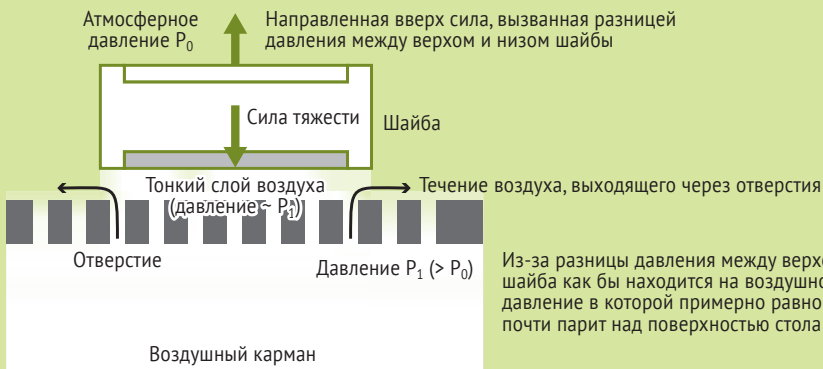 Атмосферное
давление P₀
Направленная вверх сила, вызванная разницей
давления между верхом и низом шайбы
Сила тяжести
Шайба
Тонкий слой воздуха
(давление ~ P₁)
Течение воздуха, выходящего через отверстия
Отверстие
Давление P₁ (> P₀)
Из-за разницы давления между верхо
шайба как бы находится на воздушно
давление в которой примерно равно
почти парит над поверхностью стола
Воздушный карман